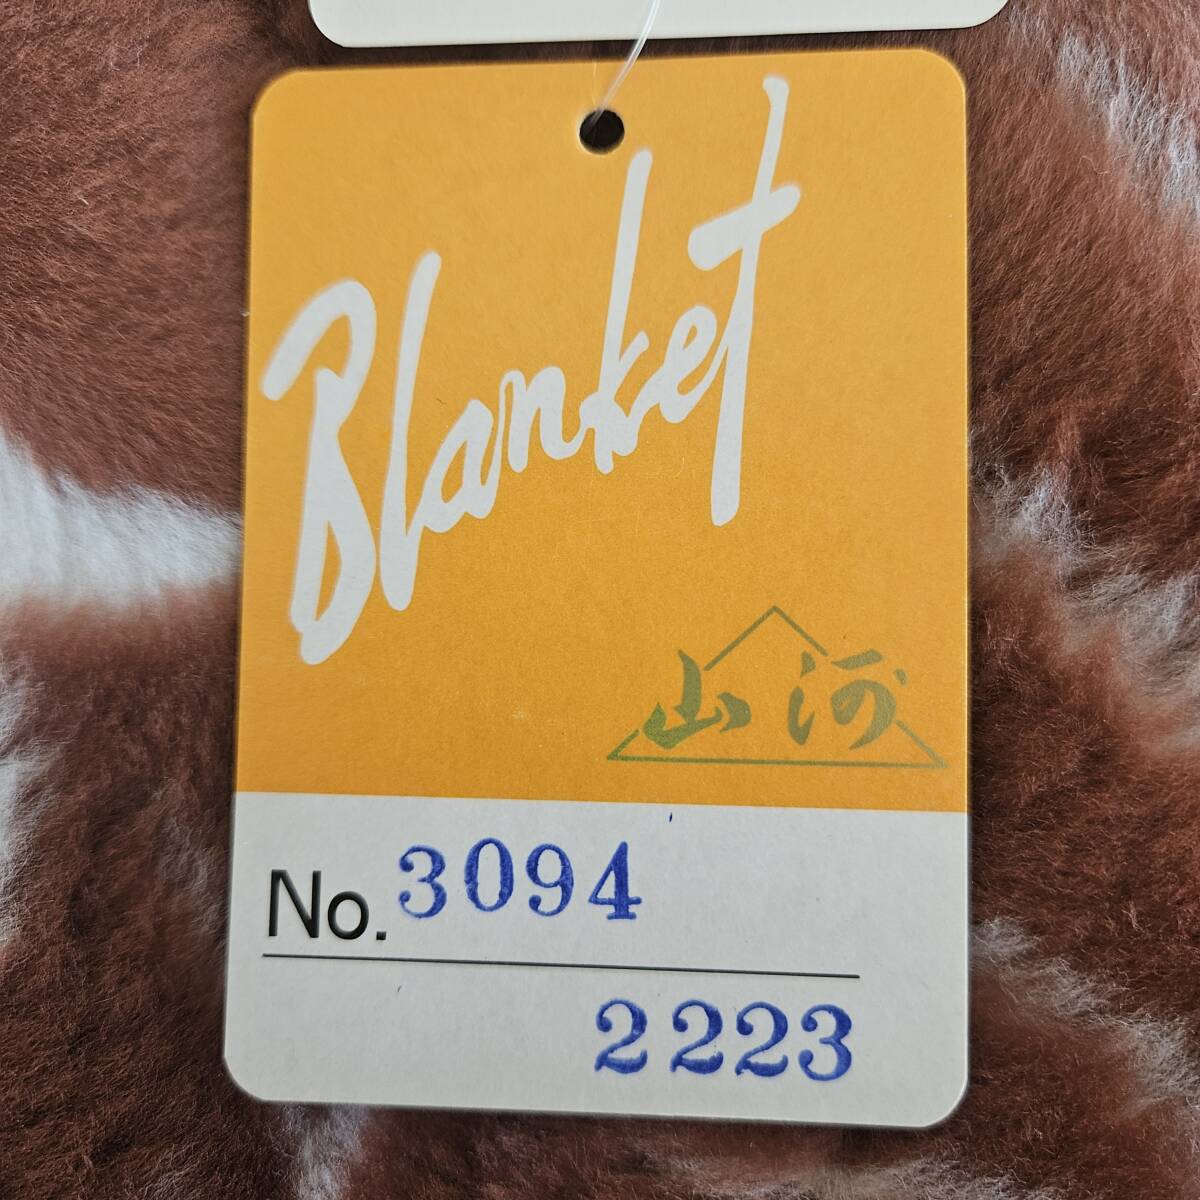 Blanket
山河
No. 3094
2223